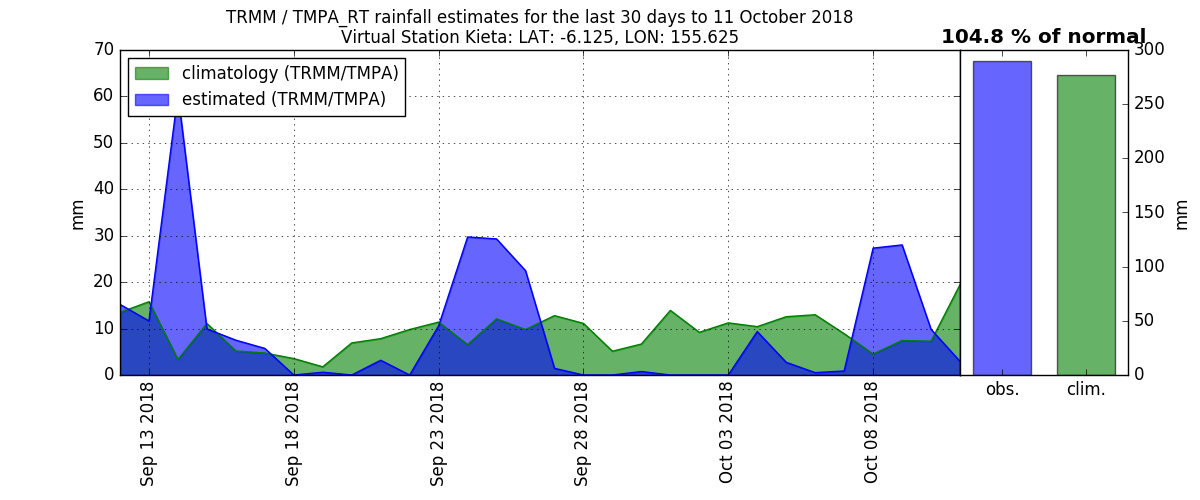 TRMM / TMPA_RT rainfall estimates for the last 30 days to 11 October 2018
Virtual Station Kieta: LAT: -6.125, LON: 155.625
104.8 % of normal
climatology (TRMM/TMPA)
estimated (TRMM/TMPA)
70
60
50
40
30
20
10
0
mm
Sep 13 2018
Sep 18 2018
Sep 23 2018
Sep 28 2018
Oct 03 2018
Oct 08 2018
300
250
200
150
100
50
0
mm
obs.
clim.